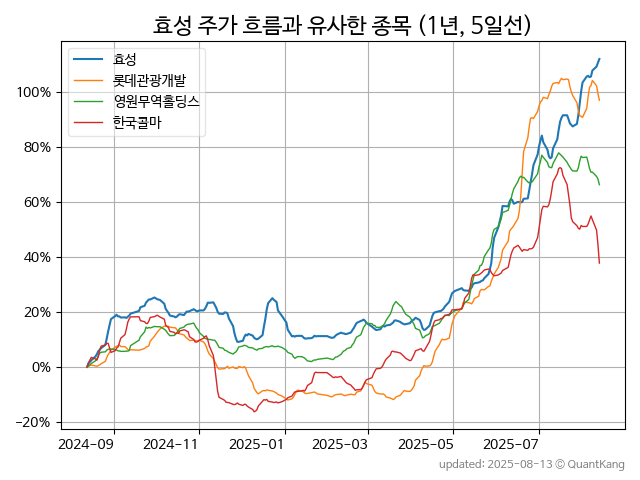 효성 주가 흐름과 유사한 종목 (1년, 5일선)
효성
롯데관광개발
영원무역홀딩스
한국콜마
100%
80%
60%
40%
20%
0%
−20%
2024−09
2024−11
2025−01
2025−03
2025−05
2025−07
updated: 2025-08-13 © QuantKang